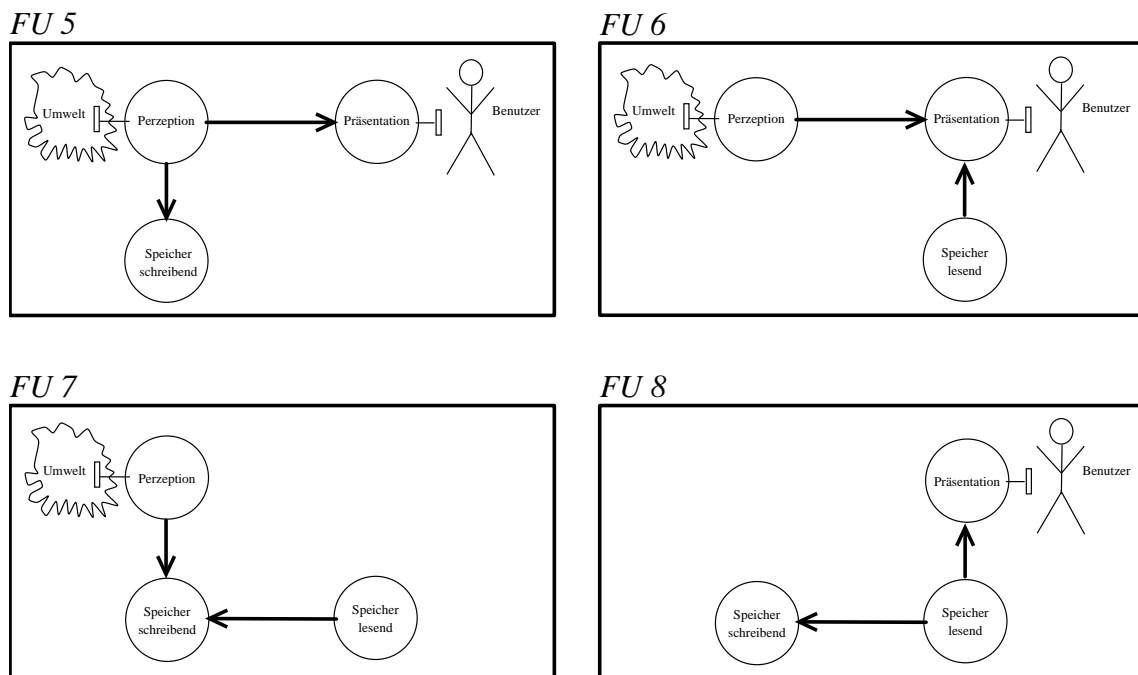 FU 5
Umwelt
Perzeption
Präsentation
Benutzer
Speicher
schreibend
FU 6
Umwelt
Perzeption
Präsentation
Benutzer
Speicher
lesend
FU 7
Umwelt
Perzeption
Speicher
schreibend
Speicher
lesend
FU 8
Präsentation
Benutzer
Speicher
schreibend
Speicher
lesend